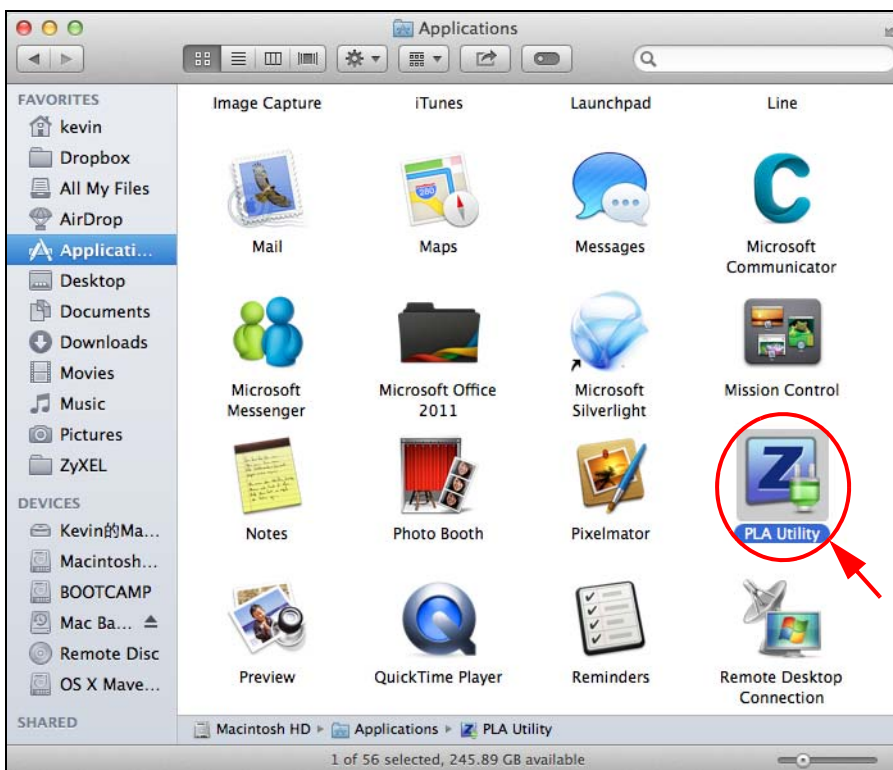 Applications
FAVORITES
kevin
Dropbox
All My Files
AirDrop
Applicati...
Desktop
Documents
Downloads
Movies
Music
Pictures
ZyXEL
DEVICES
Kevin的Ma...
Macintosh...
BOOTCAMP
Mac Ba...
Remote Disc
OS X Mave...
SHARED
Image Capture
iTunes
Launchpad
Line
Mail
Maps
280
Messages
Microsoft
Communicator
Microsoft
Messenger
Microsoft Office
2011
Microsoft
Silverlight
Mission Control
Notes
Photo Booth
Pixelmator
PLA Utility
Preview
QuickTime Player
Reminders
Remote Desktop
Connection
Macintosh HD ▸ Applications ▸ PLA Utility
1 of 56 selected, 245.89 GB available